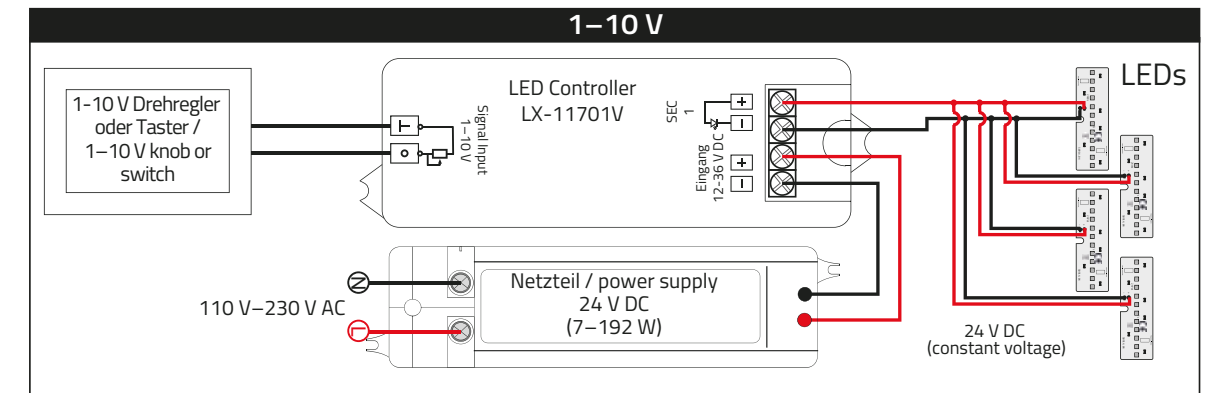 1–10 V
1-10 V Drehregler
oder Taster /
1–10 V knob or
switch
LED Controller
LX-11701V
Signal Input
1–10 V
SEC
1
+
−
Eingang
12-36 V DC
+
−
LEDs
110 V–230 V AC
N
L
Netzteil / power supply
24 V DC
(7–192 W)
24 V DC
(constant voltage)